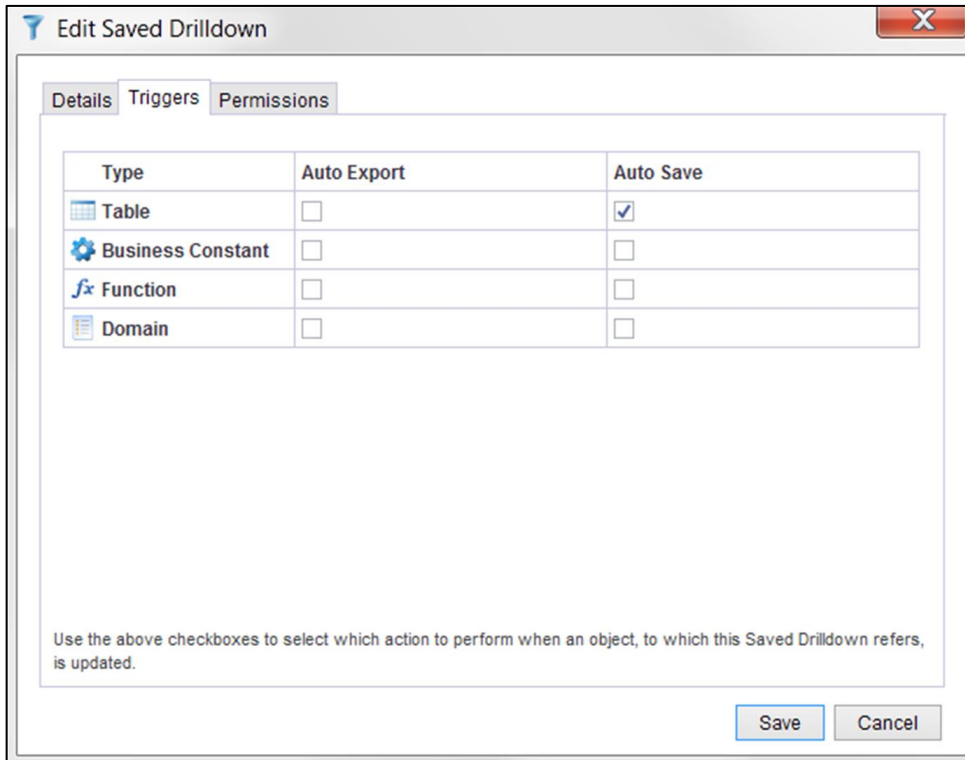 Edit Saved Drilldown
Details Triggers Permissions
Type Auto Export Auto Save
Table
Business Constant
fx Function
Domain
Use the above checkboxes to select which action to perform when an object, to which this Saved Drilldown refers,
is updated.
Save Cancel